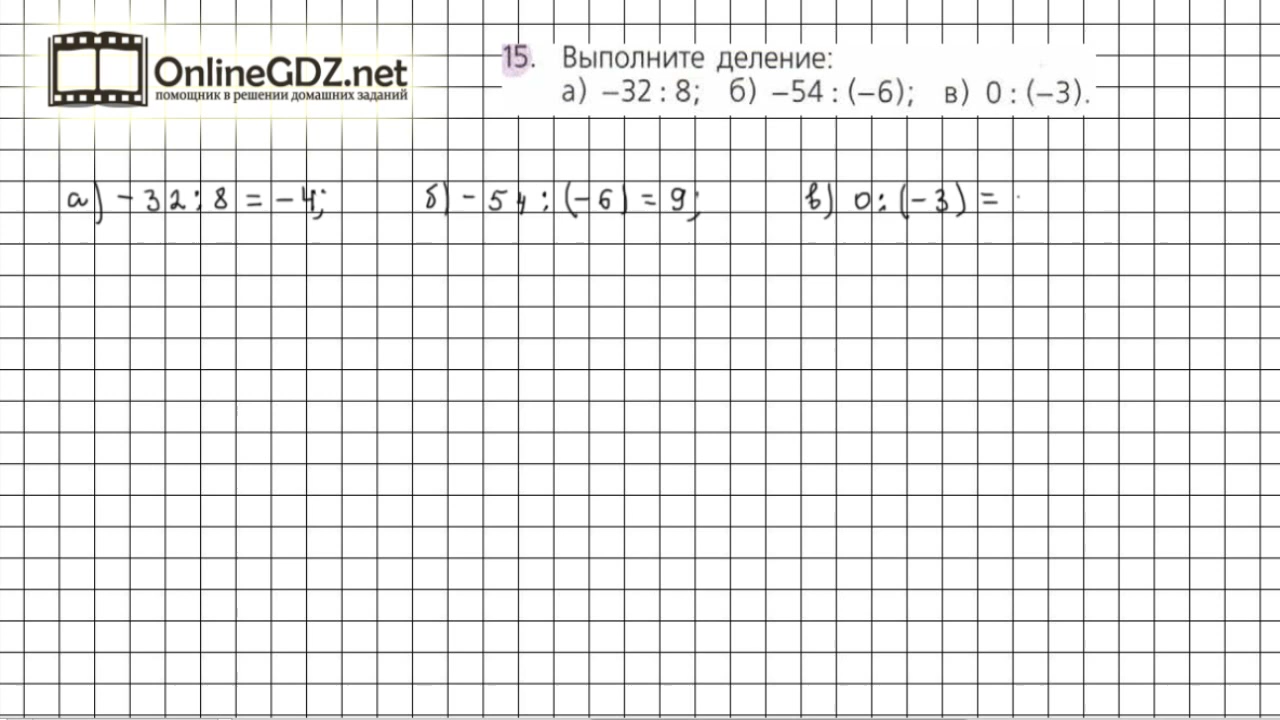 OnlineGDZ.net
помощник в решении домашних заданий
15. Выполните деление:
а) −32 : 8; б) −54 : (−6); в) 0 : (−3).
а) - 32 : 8 = - 4; б) - 54 : (-6) = 9; в) 0 : (-3) =